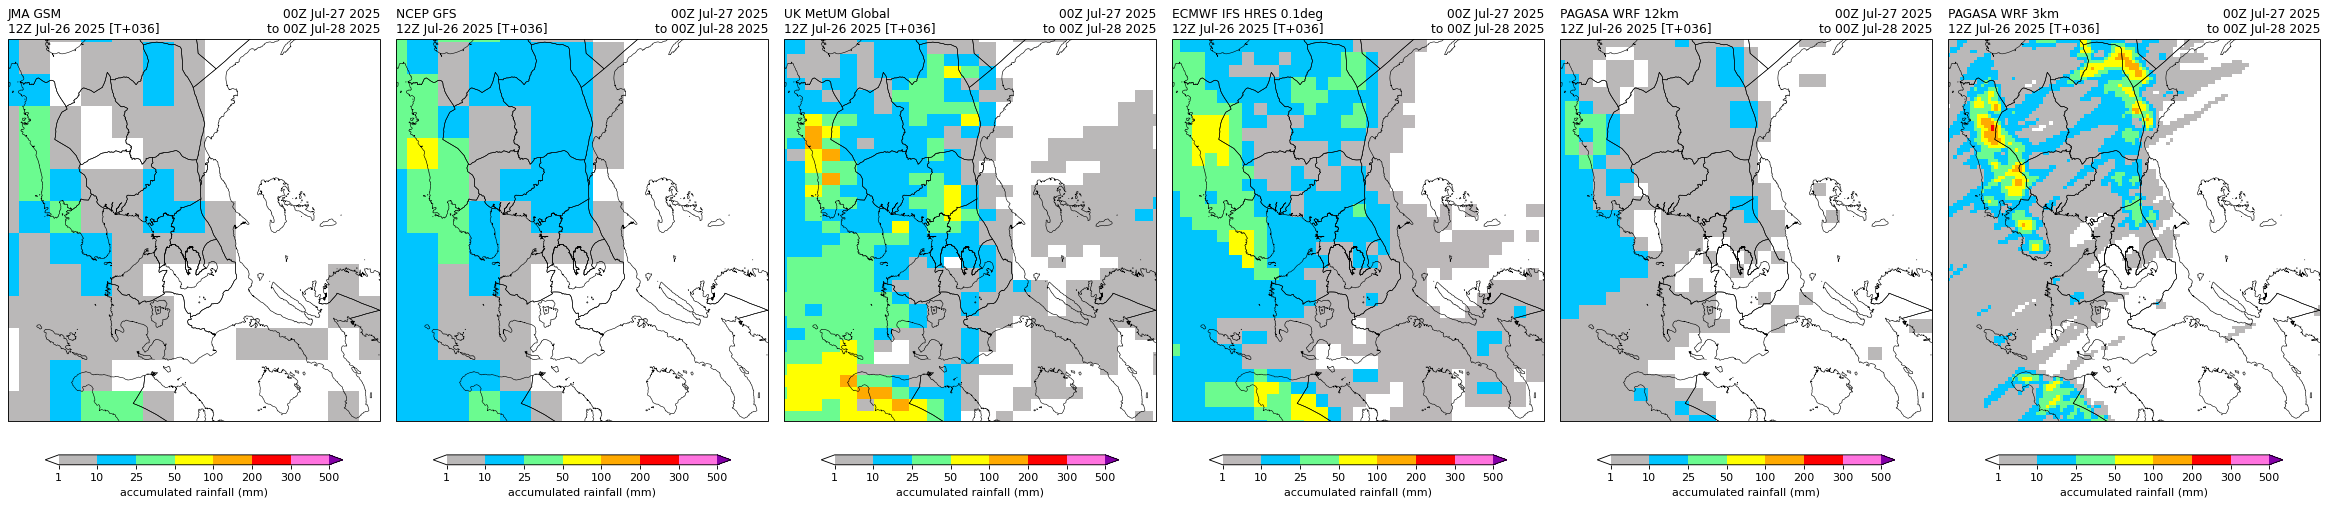 JMA GSM 00Z Jul-27 2025
12Z Jul-26 2025 [T+036] to 00Z Jul-28 2025
1 10 25 50 100 200 300 500
accumulated rainfall (mm)
NCEP GFS 00Z Jul-27 2025
12Z Jul-26 2025 [T+036] to 00Z Jul-28 2025
1 10 25 50 100 200 300 500
accumulated rainfall (mm)
UK MetUM Global 00Z Jul-27 2025
12Z Jul-26 2025 [T+036] to 00Z Jul-28 2025
1 10 25 50 100 200 300 500
accumulated rainfall (mm)
ECMWF IFS HRES 0.1deg 00Z Jul-27 2025
12Z Jul-26 2025 [T+036] to 00Z Jul-28 2025
1 10 25 50 100 200 300 500
accumulated rainfall (mm)
PAGASA WRF 12km 00Z Jul-27 2025
12Z Jul-26 2025 [T+036] to 00Z Jul-28 2025
1 10 25 50 100 200 300 500
accumulated rainfall (mm)
PAGASA WRF 3km 00Z Jul-27 2025
12Z Jul-26 2025 [T+036] to 00Z Jul-28 2025
1 10 25 50 100 200 300 500
accumulated rainfall (mm)